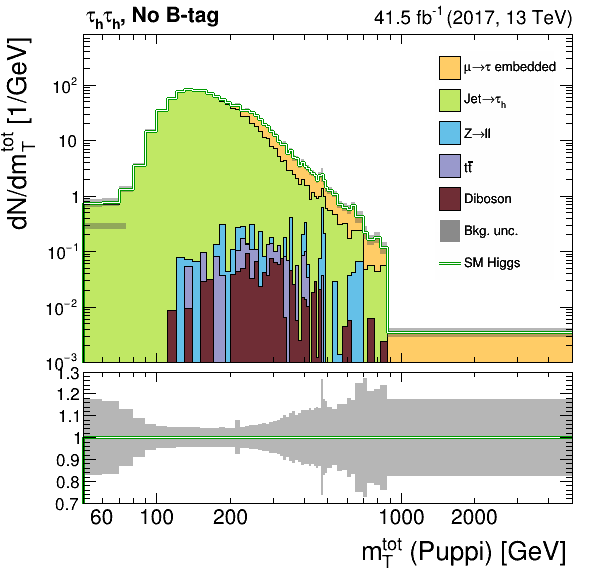 τhτh, No B-tag
41.5 fb-1 (2017, 13 TeV)
dN/dmTtot [1/GeV]
μ→τ embedded
Jet→τh
Z→ll
tt̄
Diboson
Bkg. unc.
SM Higgs
10²
10
1
10⁻¹
10⁻²
10⁻³
1.3
1.2
1.1
1
0.9
0.8
0.7
60 100 200 1000 2000
mTtot (Puppi) [GeV]